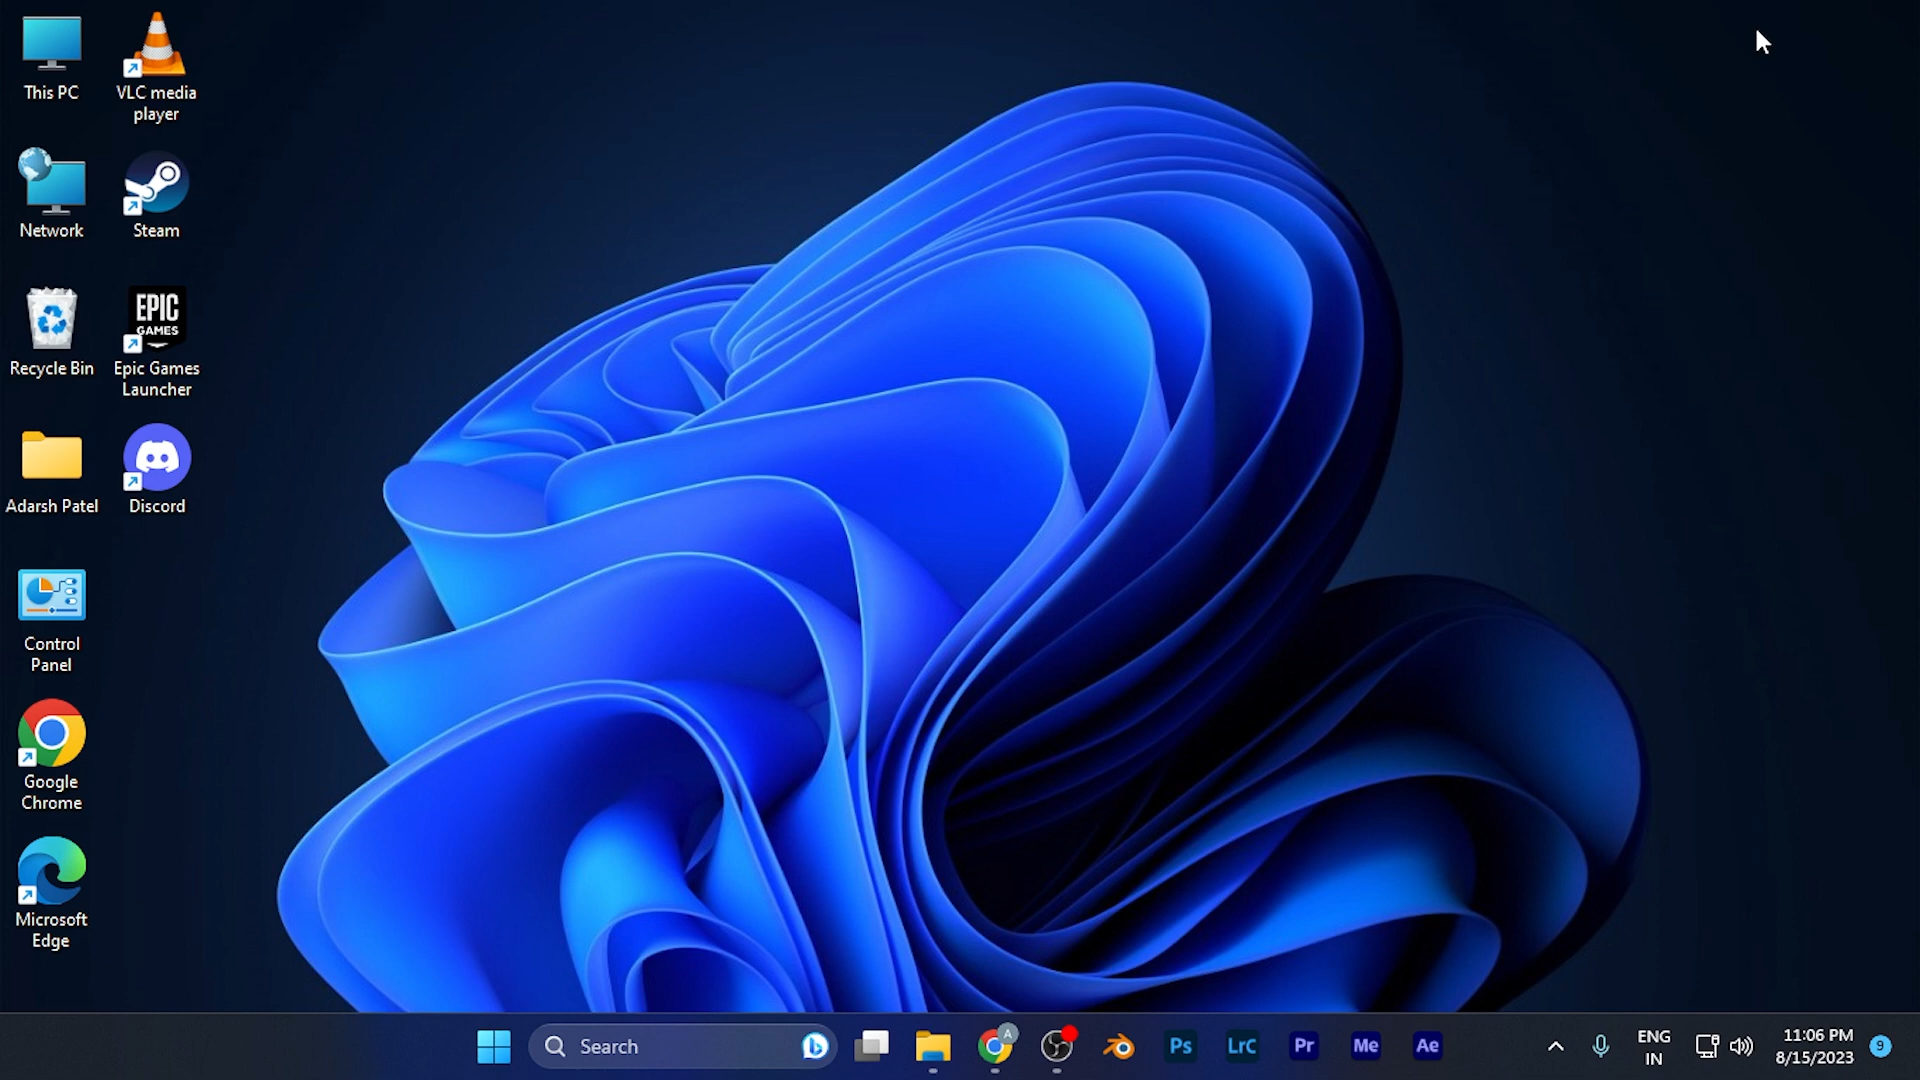 This PC
VLC media
player
Network
Steam
Recycle Bin
EPIC
GAMES
Epic Games
Launcher
Adarsh Patel
Discord
Control
Panel
Google
Chrome
Microsoft
Edge
Search
A
Ps
LrC
Pr
Me
Ae
ENG
IN
11:06 PM
8/15/2023
9